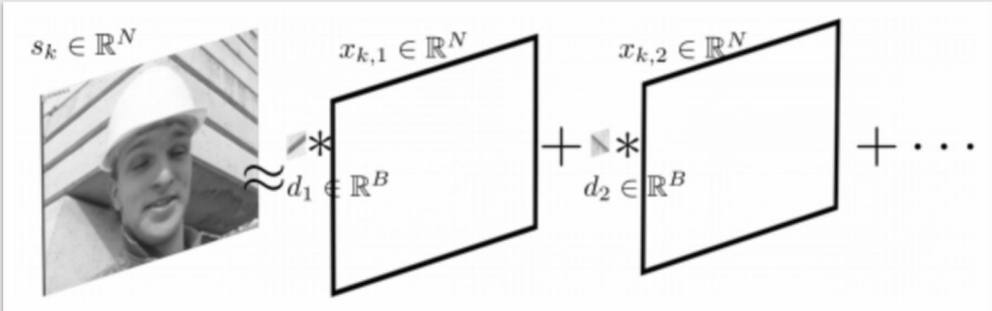 s_k ∈ ℝ^N
x_{k,1} ∈ ℝ^N
x_{k,2} ∈ ℝ^N
≈ * + * + · · ·
d_1 ∈ ℝ^B
d_2 ∈ ℝ^B